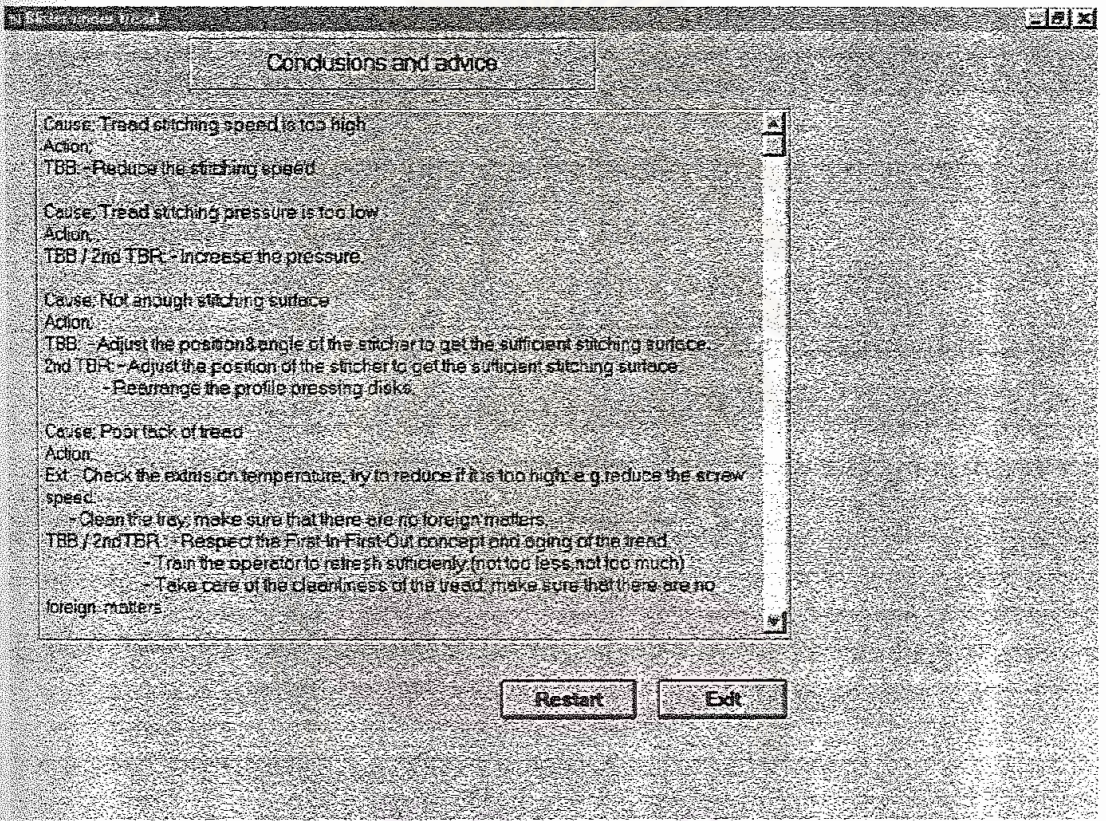 Blister under tread
Conclusions and advice
Cause: Tread stitching speed is too high
Action:
TBB: - Reduce the stitching speed
Cause: Tread stitching pressure is too low
Action:
TBB / 2nd TBR: - Increase the pressure.
Cause: Not enough stitching surface
Action:
TBB: - Adjust the position&angle of the sticher to get the sufficient stitching surface.
2nd TBR: - Adjust the position of the sticher to get the sufficient stitching surface.
- Rearrange the profile pressing disks.
Cause: Poor tack of tread
Action:
Ext: - Check the extrusion temperature; try to reduce if it is too high: e.g.reduce the screw
speed.
- Clean the tray; make sure that there are no foreign matters.
TBB / 2ndTBR: - Respect the First-In-First-Out concept and aging of the tread.
- Train the operator to refresh sufficiently.(not too less,not too much)
- Take care of the cleanliness of the tread; make sure that there are no
foreign matters
Restart Exit